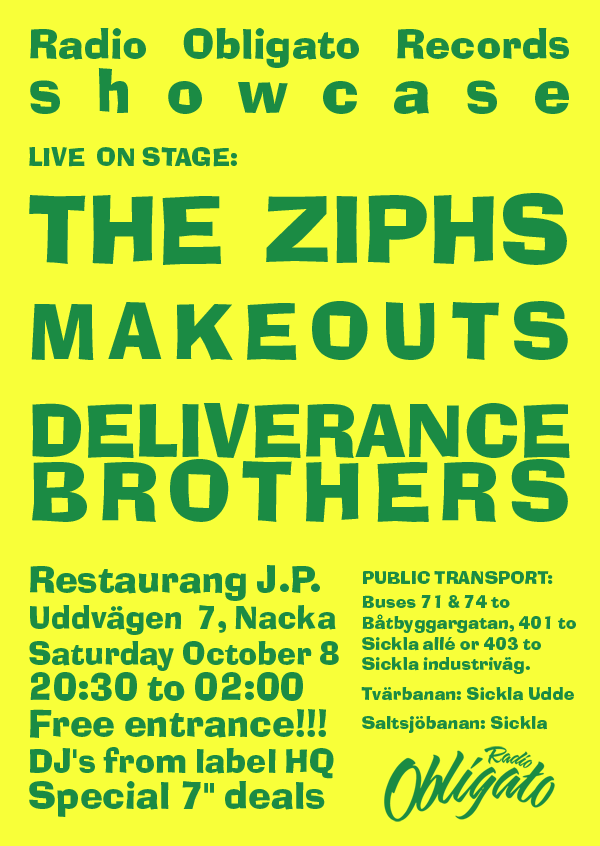 Radio Obligato Records
showcase
LIVE ON STAGE:
THE ZIPHS
MAKEOUTS
DELIVERANCE
BROTHERS
Restaurang J.P.
Uddvägen 7, Nacka
Saturday October 8
20:30 to 02:00
Free entrance!!!
DJ's from label HQ
Special 7" deals
PUBLIC TRANSPORT:
Buses 71 & 74 to
Båtbyggargatan, 401 to
Sickla allé or 403 to
Sickla industriväg.
Tvärbanan: Sickla Udde
Saltsjöbanan: Sickla
Radio
Obligato